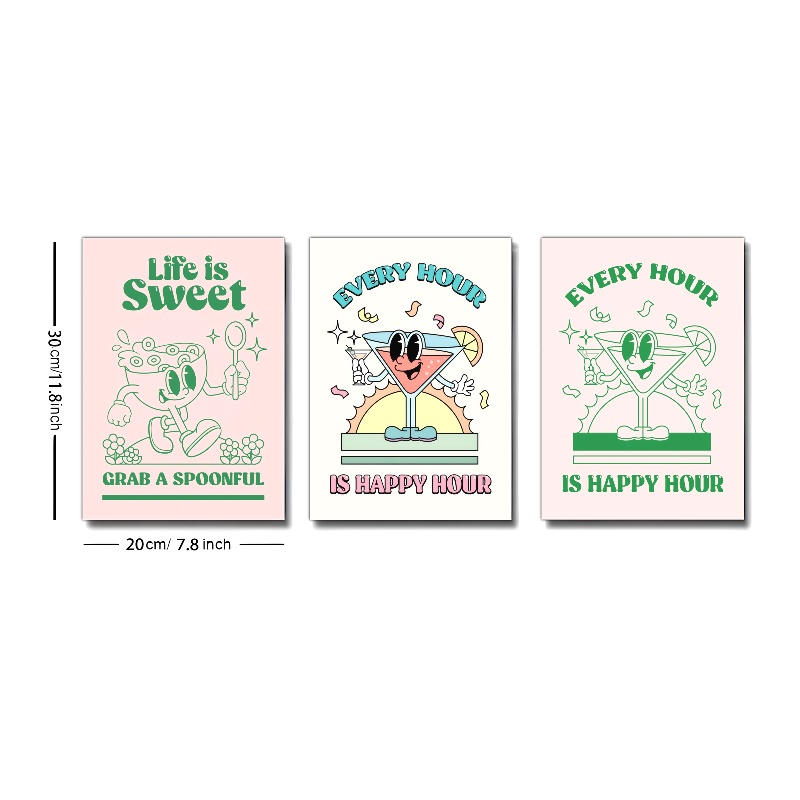 Life is
Sweet
GRAB A SPOONFUL
EVERY HOUR
IS HAPPY HOUR
EVERY HOUR
IS HAPPY HOUR
30cm/11.8inch
20cm/ 7.8 inch